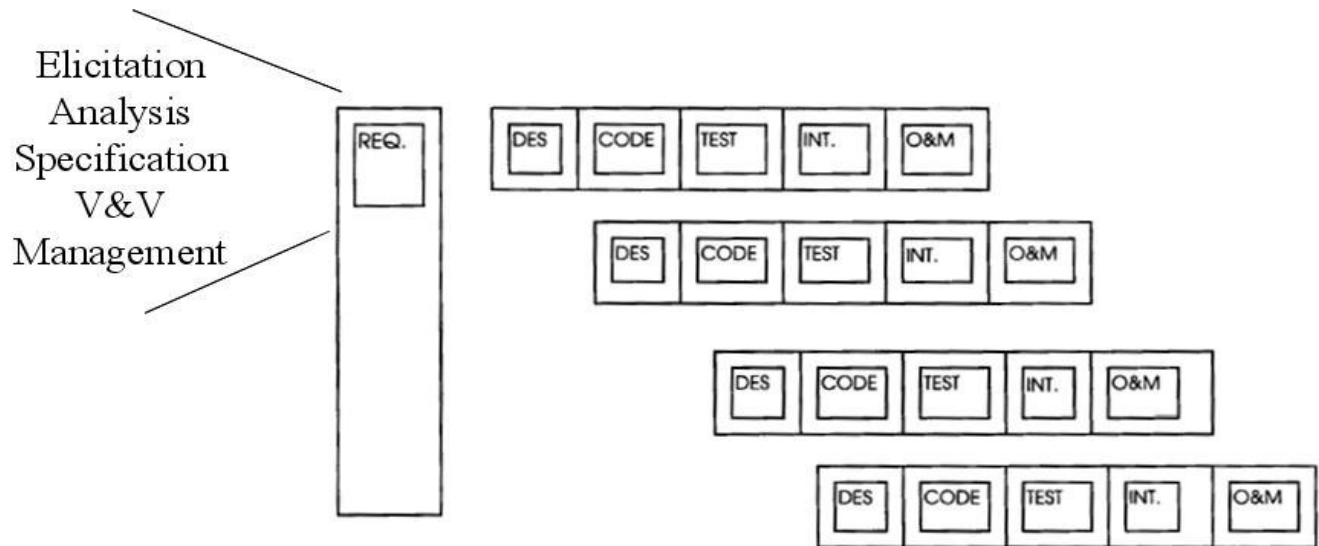 Elicitation
Analysis
Specification
V&V
Management
REQ.
DES CODE TEST INT. O&M
DES CODE TEST INT. O&M
DES CODE TEST INT. O&M
DES CODE TEST INT. O&M